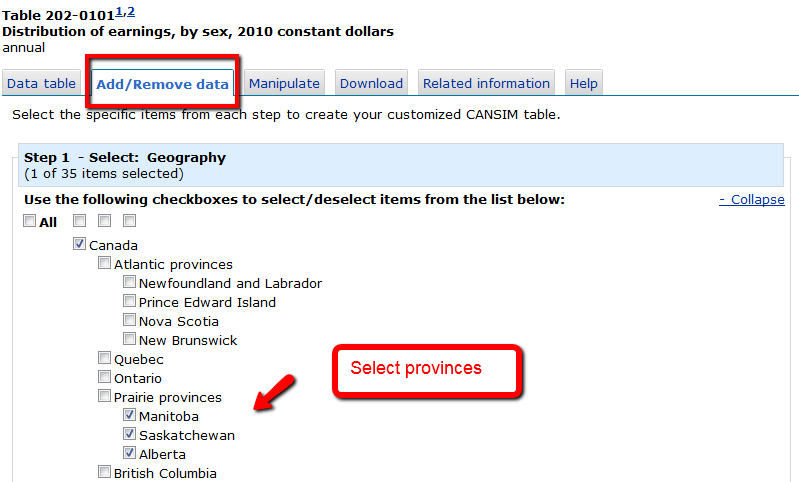 Table 202-0101 1,2
Distribution of earnings, by sex, 2010 constant dollars
annual
Data table Add/Remove data Manipulate Download Related information Help
Select the specific items from each step to create your customized CANSIM table.
Step 1 - Select: Geography
(1 of 35 items selected)
Use the following checkboxes to select/deselect items from the list below: - Collapse
All
Canada
Atlantic provinces
Newfoundland and Labrador
Prince Edward Island
Nova Scotia
New Brunswick
Quebec
Select provinces
Ontario
Prairie provinces
Manitoba
Saskatchewan
Alberta
British Columbia